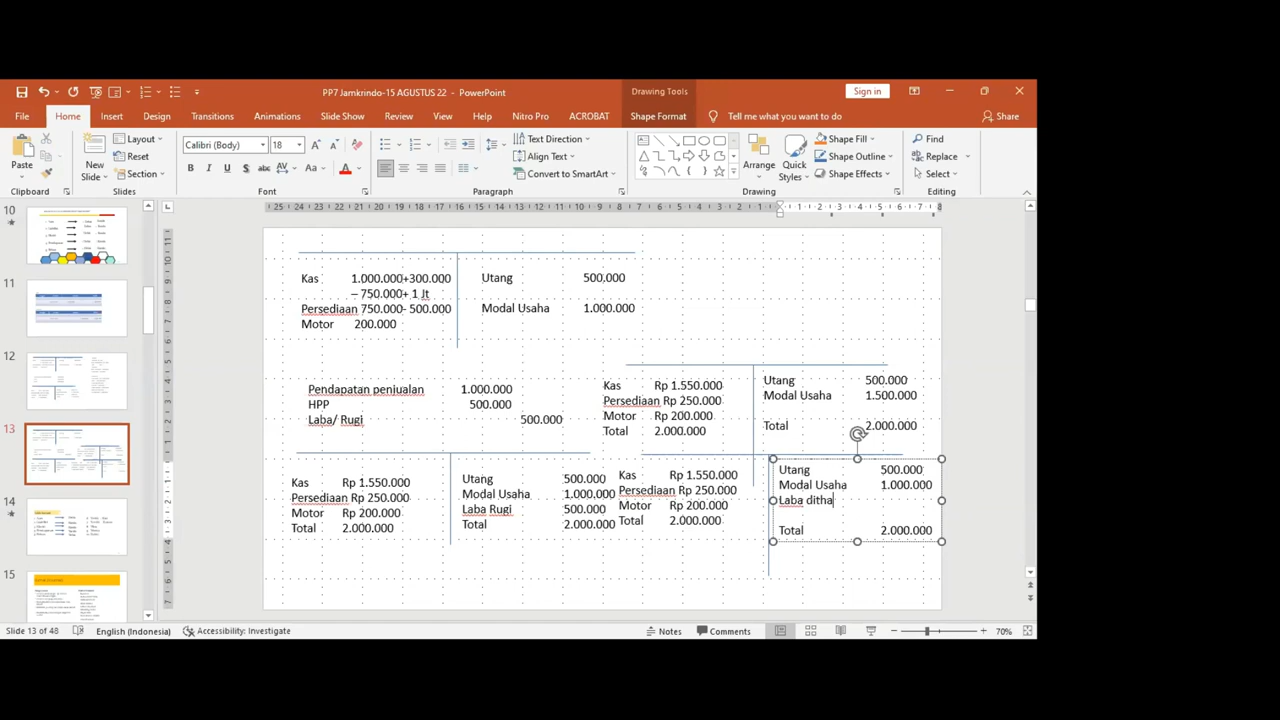 PP7 Jamkrindo-15 AGUSTUS 22 - PowerPoint
Drawing Tools
Sign in
File Home Insert Design Transitions Animations Slide Show Review View Help Nitro Pro ACROBAT Shape Format Tell me what you want to do Share
Paste
Clipboard
New Slide
Layout
Reset
Section
Slides
Calibri (Body) 18
Font
Text Direction
Align Text
Convert to SmartArt
Paragraph
Arrange
Quick Styles
Shape Fill
Shape Outline
Shape Effects
Drawing
Find
Replace
Select
Editing
10
11
12
13
14
15
Kas 1.000.000+300.000
– 750.000+ 1 Jt
Persediaan 750.000- 500.000
Motor 200.000
Utang 500,000
Modal Usaha 1.000.000
Pendapatan penjualan 1.000.000
HPP 500.000
Laba/ Rugi 500.000
Kas Rp 1.550.000
Persediaan Rp 250.000
Motor Rp 200.000
Total 2.000.000
Utang 500.000
Modal Usaha 1.500.000
Total 2.000.000
Kas Rp 1.550.000
Persediaan Rp 250.000
Motor Rp 200.000
Total 2.000.000
Utang 500.000
Modal Usaha 1.000.000
Laba Rugi 500.000
Total 2.000.000
Kas Rp 1.550.000
Persediaan Rp 250.000
Motor Rp 200.000
Total 2.000.000
Utang 500.000
Modal Usaha 1.000.000
Laba ditha
Total 2.000.000
Slide 13 of 48 English (Indonesia) Accessibility: Investigate Notes Comments 70%